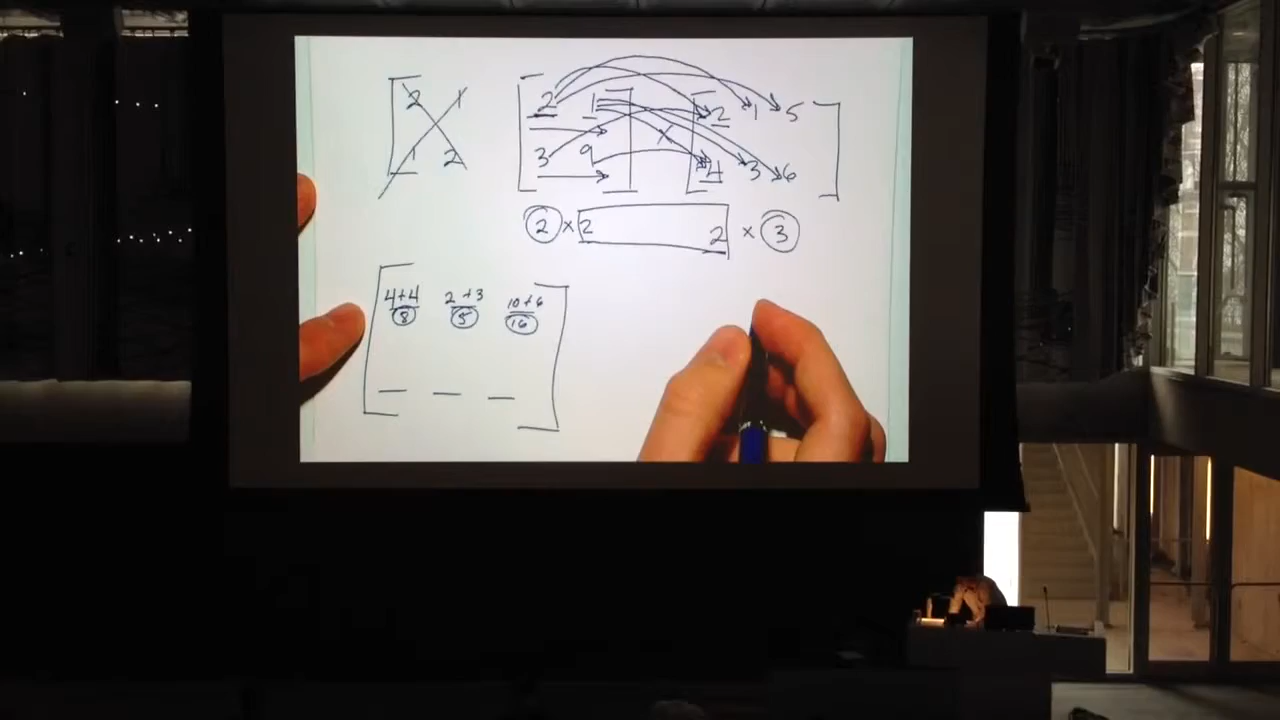 2 1
1 2
2 1 × 2 1 5
3 9 4 3 6
2 × 2 2 × 3
4+4 2+3 10+6
8 5 16